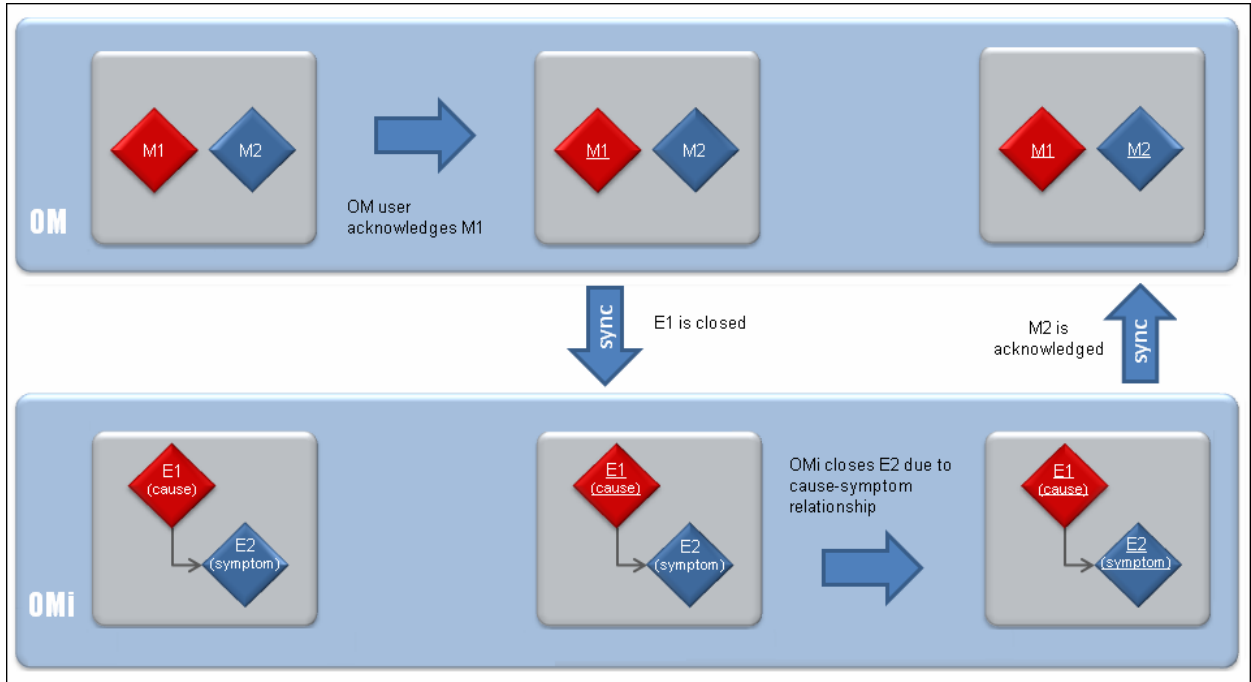 M1
M2
M1
M2
M1
M2
OM user
acknowledges M1
OM
sync
E1 is closed
M2 is
acknowledged
sync
E1
(cause)
E2
(symptom)
E1
(cause)
E2
(symptom)
OMi closes E2 due to
cause-symptom
relationship
E1
(cause)
E2
(symptom)
OMi